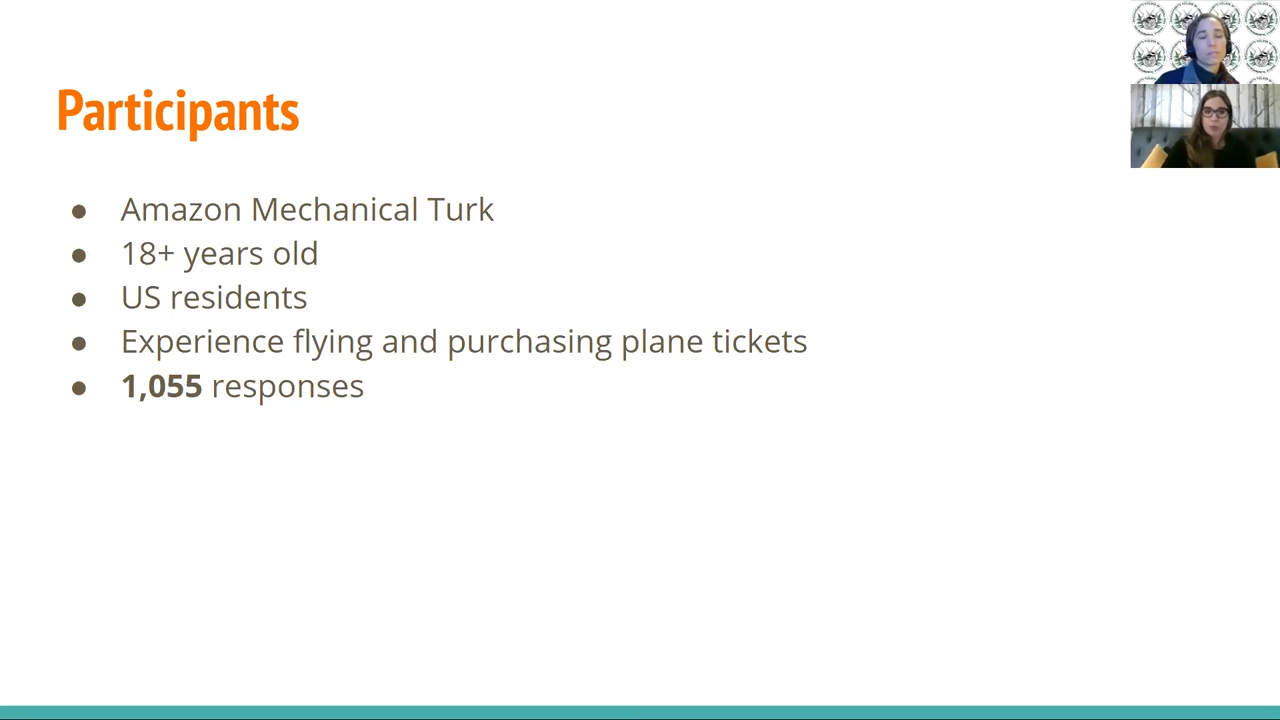 Participants
● Amazon Mechanical Turk
● 18+ years old
● US residents
● Experience flying and purchasing plane tickets
● 1,055 responses